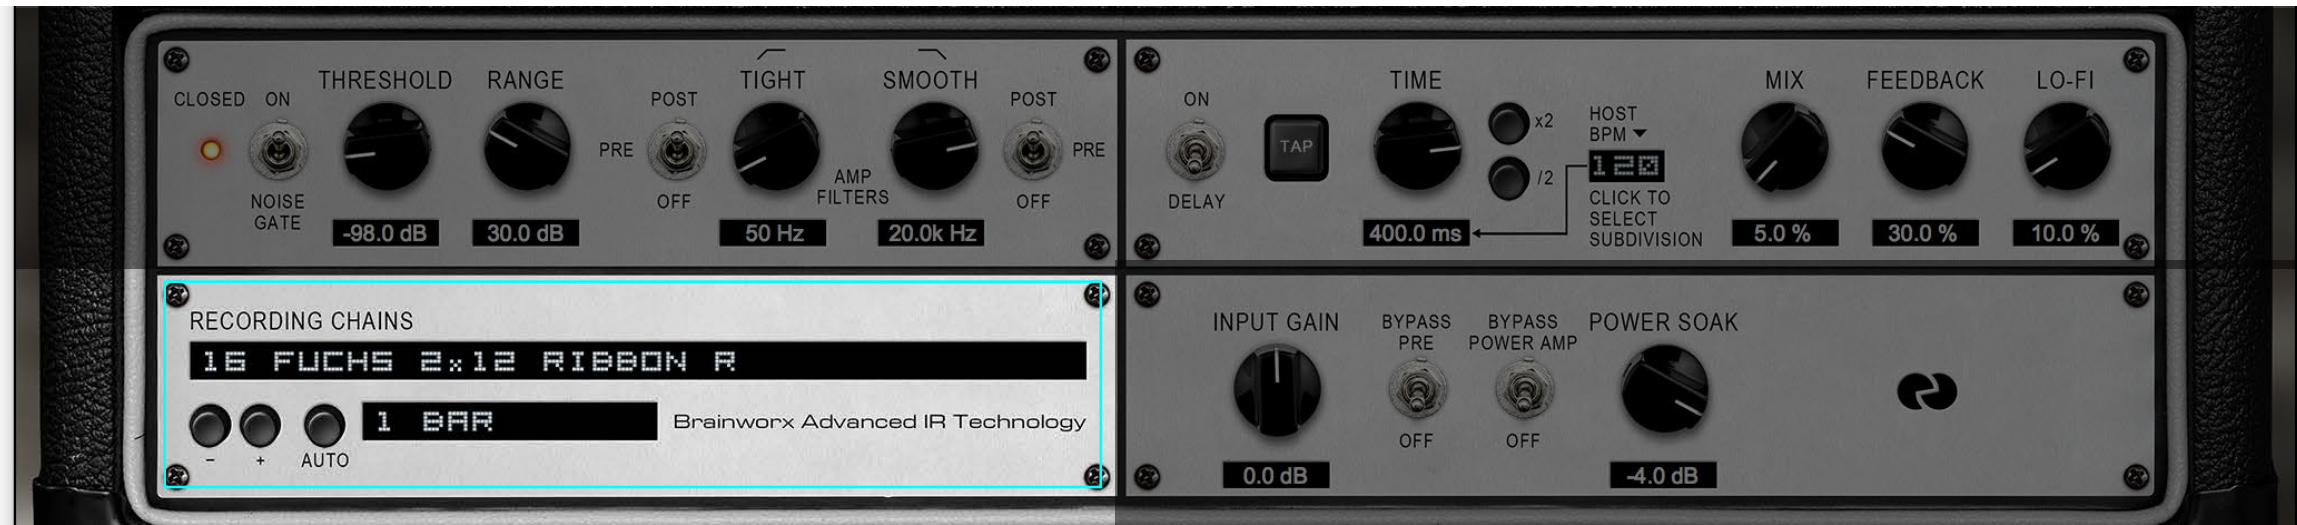 CLOSED
ON
NOISE
GATE
THRESHOLD
-98.0 dB
RANGE
30.0 dB
POST
PRE
OFF
TIGHT
50 Hz
AMP
FILTERS
SMOOTH
20.0k Hz
POST
PRE
OFF
ON
DELAY
TAP
TIME
400.0 ms
x2
/2
HOST
BPM
120
CLICK TO
SELECT
SUBDIVISION
MIX
5.0 %
FEEDBACK
30.0 %
LO-FI
10.0 %
RECORDING CHAINS
16 FUCHS 2x12 RIBBON R
- + AUTO
1 BAR
Brainworx Advanced IR Technology
INPUT GAIN
0.0 dB
BYPASS
PRE
OFF
BYPASS
POWER AMP
OFF
POWER SOAK
-4.0 dB